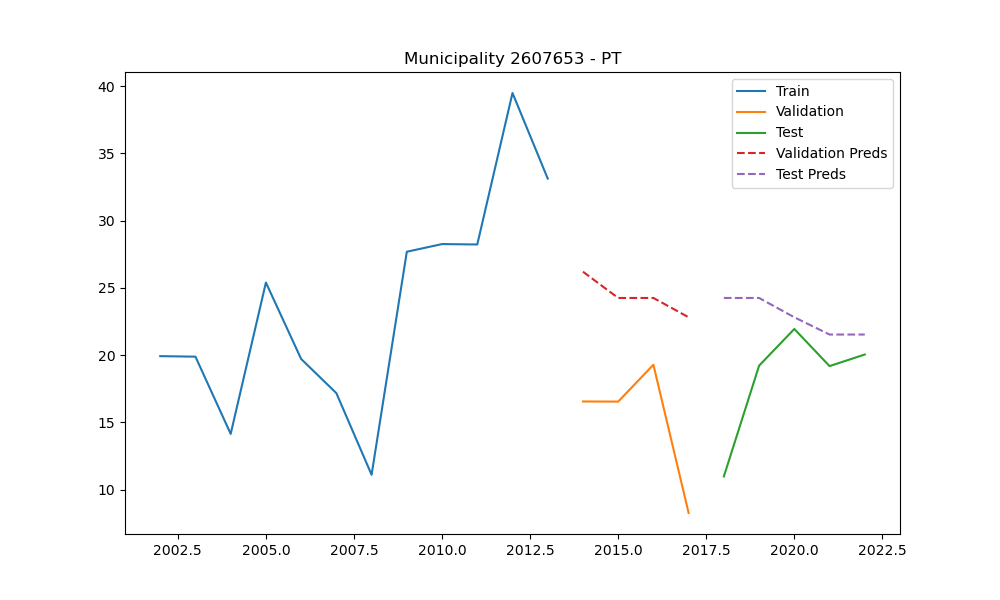 Municipality 2607653 - PT
40
35
30
25
20
15
10
Train
Validation
Test
Validation Preds
Test Preds
2002.5 2005.0 2007.5 2010.0 2012.5 2015.0 2017.5 2020.0 2022.5